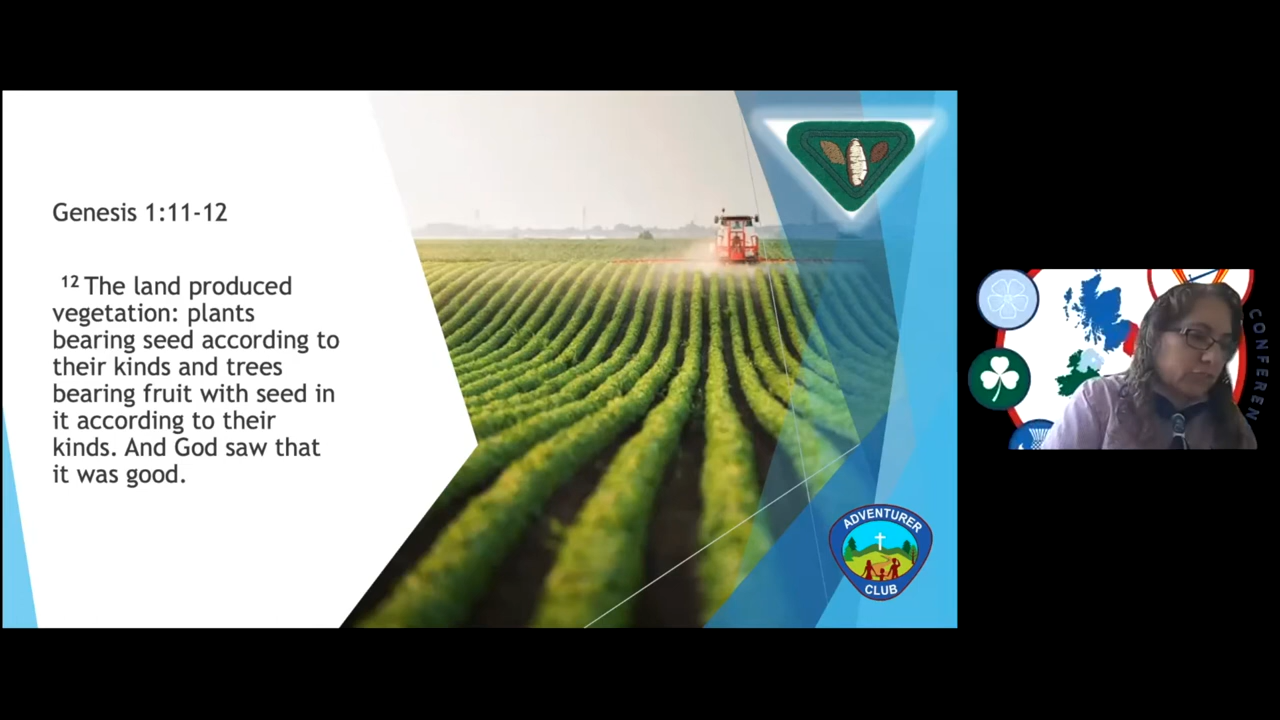 Genesis 1:11-12
12 The land produced
vegetation: plants
bearing seed according to
their kinds and trees
bearing fruit with seed in
it according to their
kinds. And God saw that
it was good.
ADVENTURER
CLUB
CONFEREN